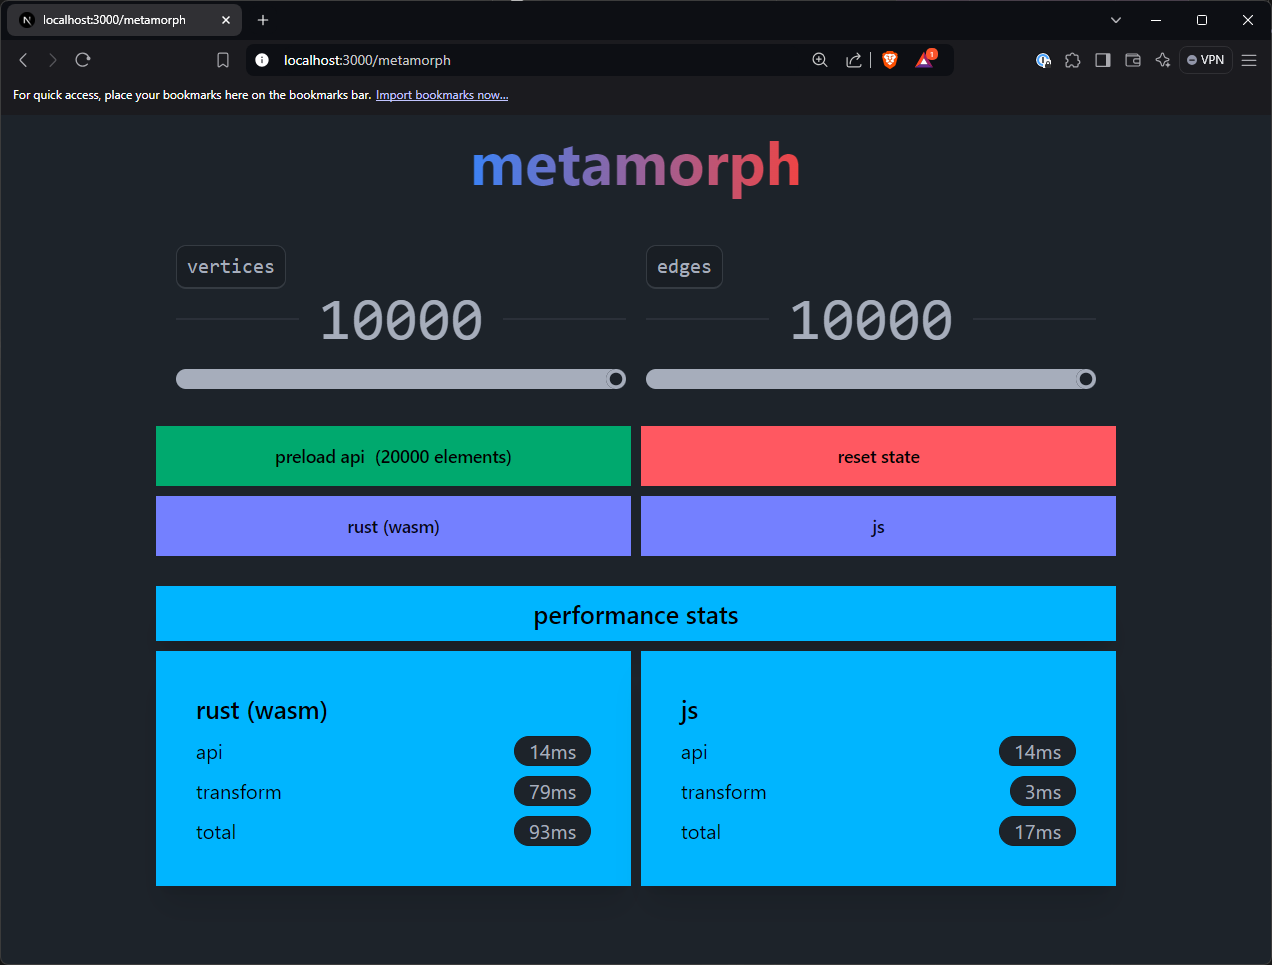 localhost:3000/metamorph
localhost:3000/metamorph
1
VPN
For quick access, place your bookmarks here on the bookmarks bar. Import bookmarks now...
metamorph
vertices
edges
10000
10000
preload api (20000 elements)
reset state
rust (wasm)
js
performance stats
rust (wasm)
api 14ms
transform 79ms
total 93ms
js
api 14ms
transform 3ms
total 17ms